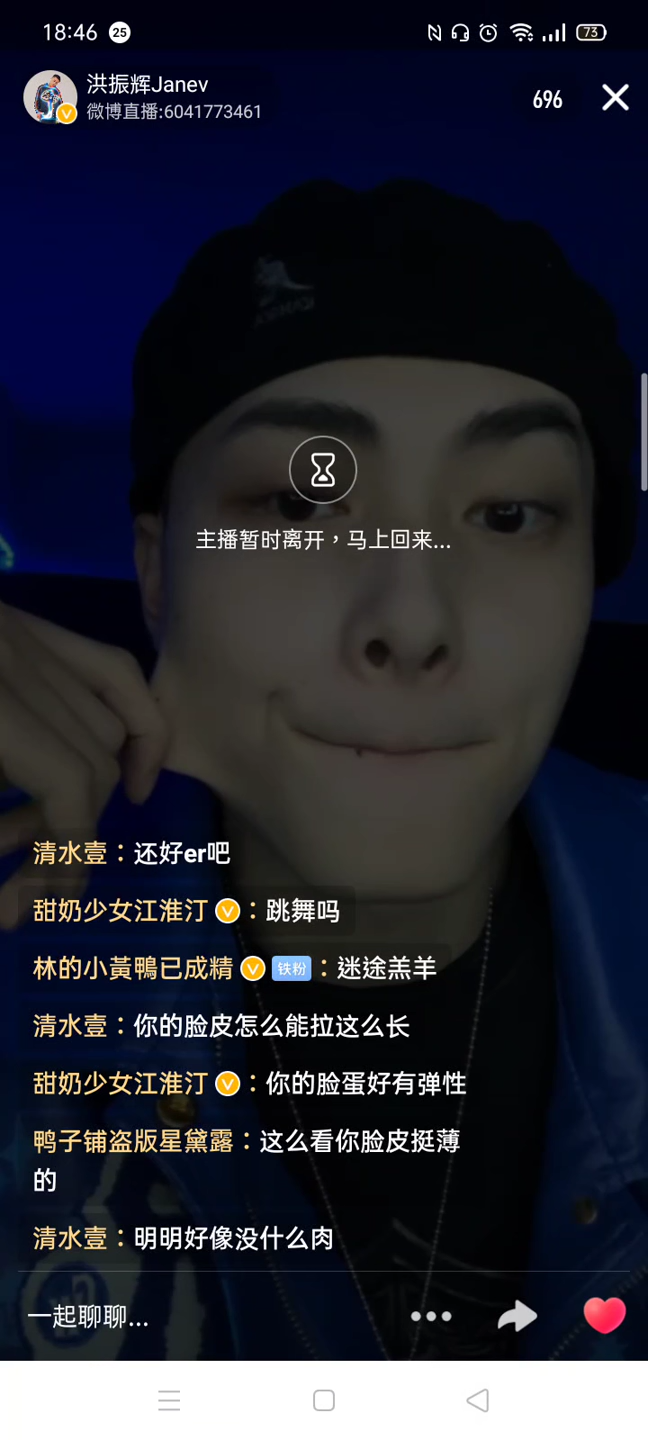 18:46 25 73
洪振辉Janev
微博直播:6041773461
696
主播暂时离开，马上回来...
清水壹：还好er吧
甜奶少女江淮汀：跳舞吗
林的小黃鴨已成精 铁粉：迷途羔羊
清水壹：你的脸皮怎么能拉这么长
甜奶少女江淮汀：你的脸蛋好有弹性
鸭子铺盗版星黛露：这么看你脸皮挺薄
的
清水壹：明明好像没什么肉
一起聊聊...